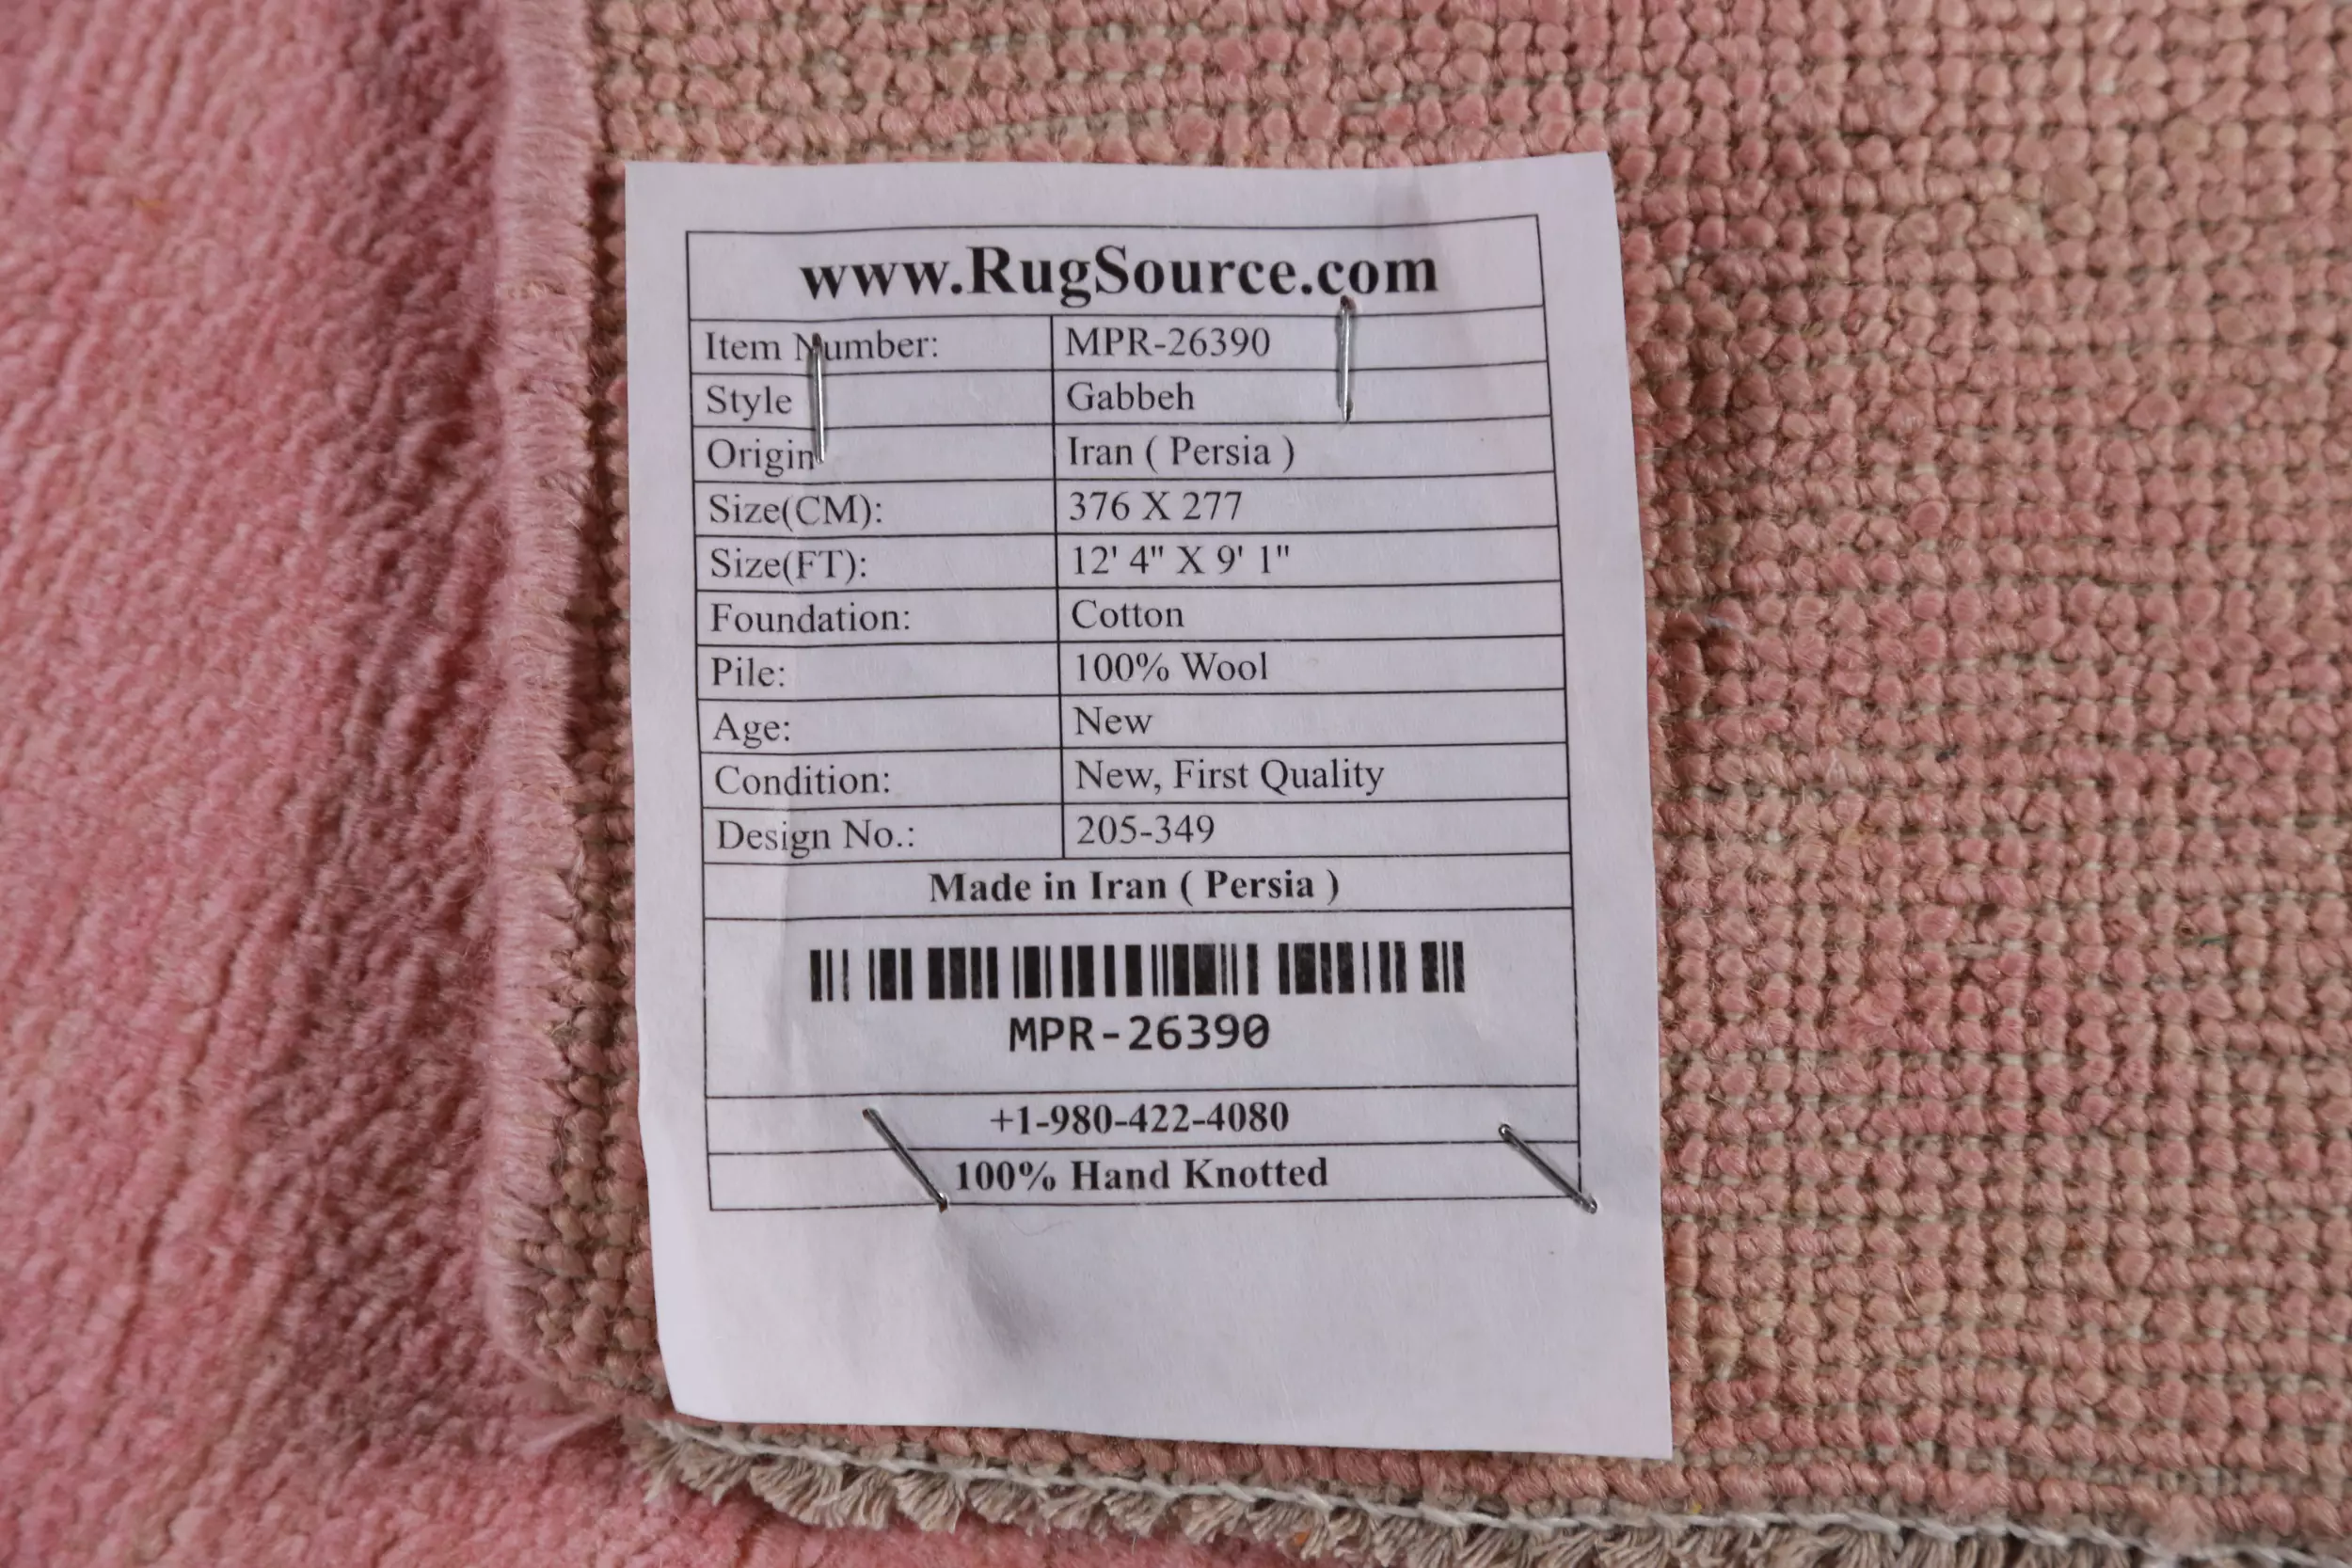 www.RugSource.com
Item Number: MPR-26390
Style Gabbeh
Origin Iran ( Persia )
Size(CM): 376 X 277
Size(FT): 12' 4" X 9' 1"
Foundation: Cotton
Pile: 100% Wool
Age: New
Condition: New, First Quality
Design No.: 205-349
Made in Iran ( Persia )
MPR-26390
+1-980-422-4080
100% Hand Knotted